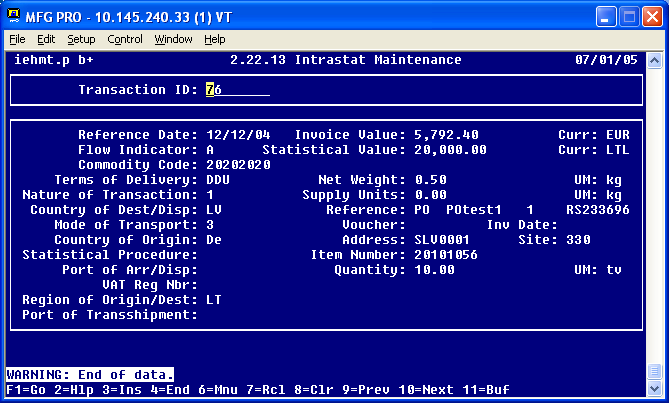 MFG PRO - 10.145.240.33 (1) VT
File Edit Setup Control Window Help
iehmt.p b+ 2.22.13 Intrastat Maintenance 07/01/05
Transaction ID: 76
Reference Date: 12/12/04 Invoice Value: 5,792.40 Curr: EUR
Flow Indicator: A Statistical Value: 20,000.00 Curr: LTL
Commodity Code: 20202020
Terms of Delivery: DDU Net Weight: 0.50 UM: kg
Nature of Transaction: 1 Supply Units: 0.00 UM: kg
Country of Dest/Disp: LV Reference: PO POtest1 1 RS233696
Mode of Transport: 3 Voucher: Inv Date:
Country of Origin: De Address: SLV0001 Site: 330
Statistical Procedure: Item Number: 20101056
Port of Arr/Disp: Quantity: 10.00 UM: tv
VAT Reg Nbr:
Region of Origin/Dest: LT
Port of Transshipment:
WARNING: End of data.
F1=Go 2=Hlp 3=Ins 4=End 6=Mnu 7=Rcl 8=Clr 9=Prev 10=Next 11=Buf